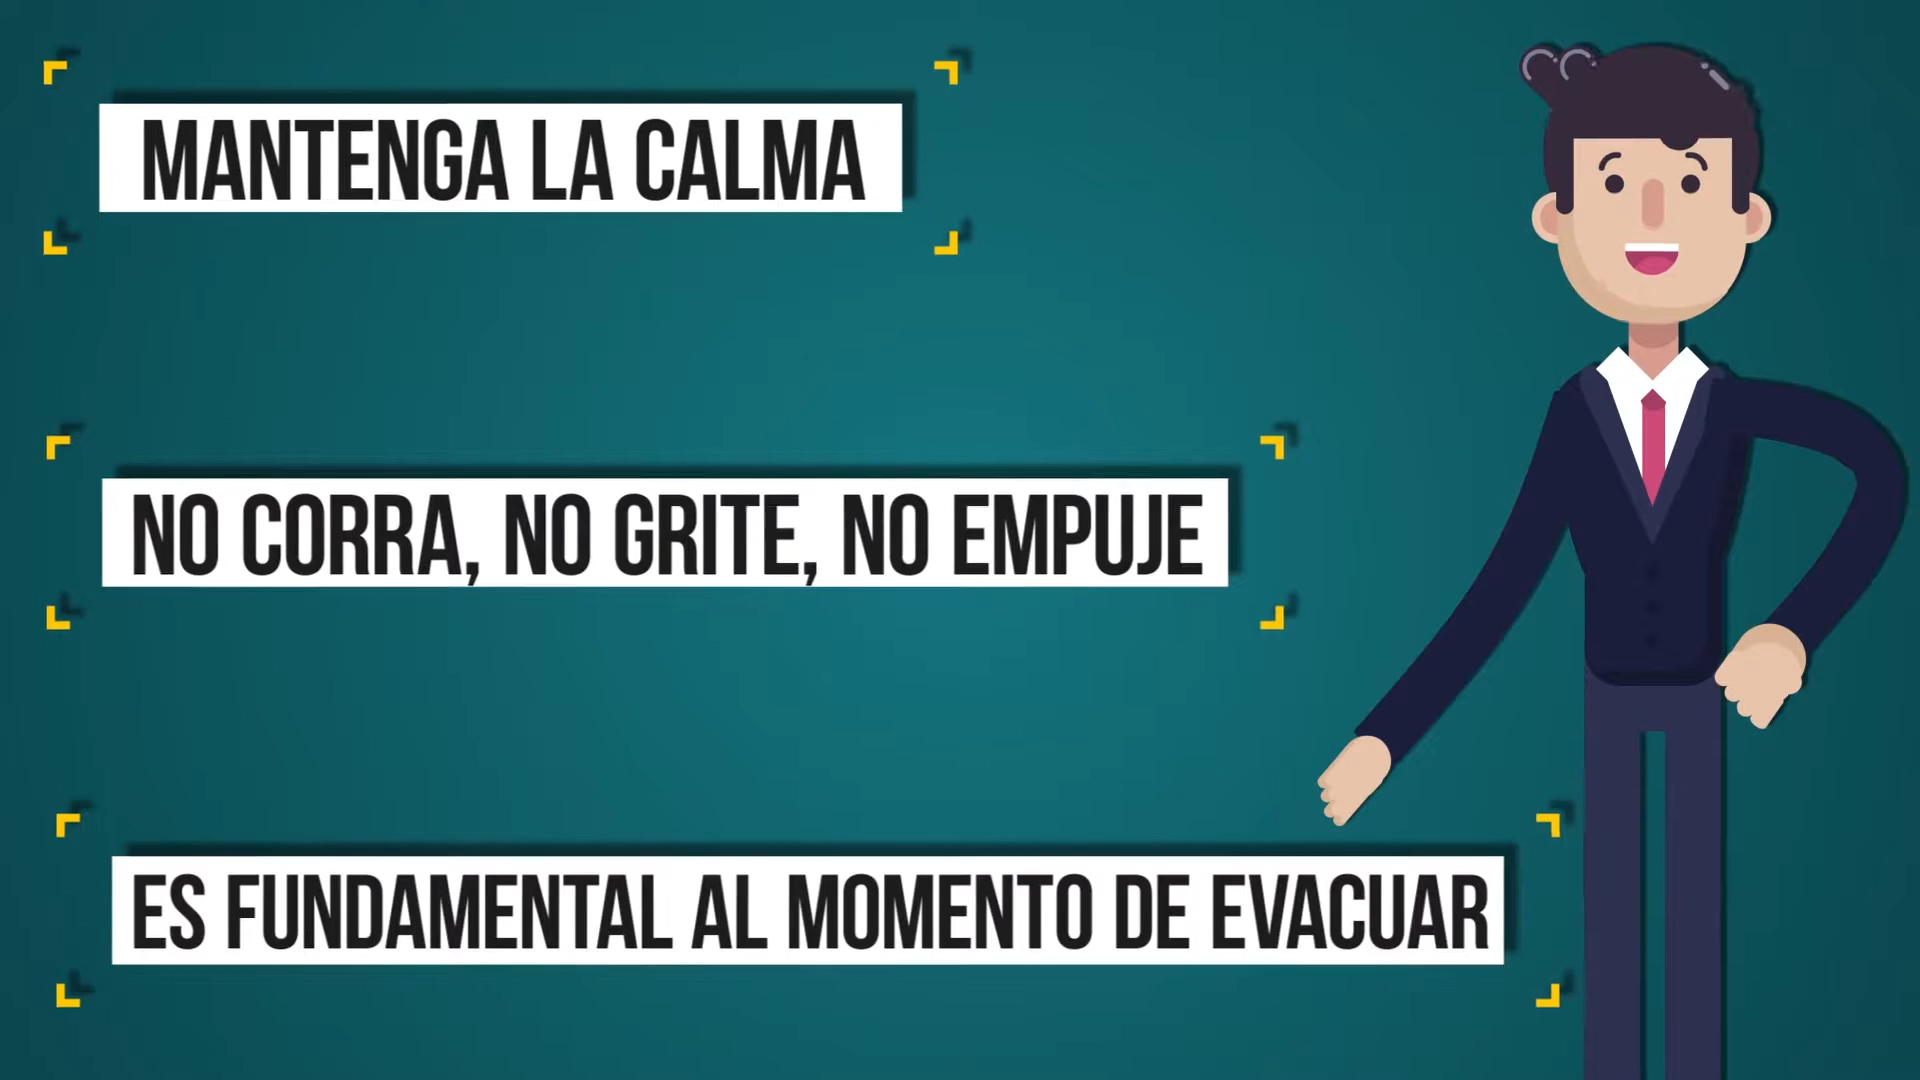 MANTENGA LA CALMA
NO CORRA, NO GRITE, NO EMPUJE
ES FUNDAMENTAL AL MOMENTO DE EVACUAR